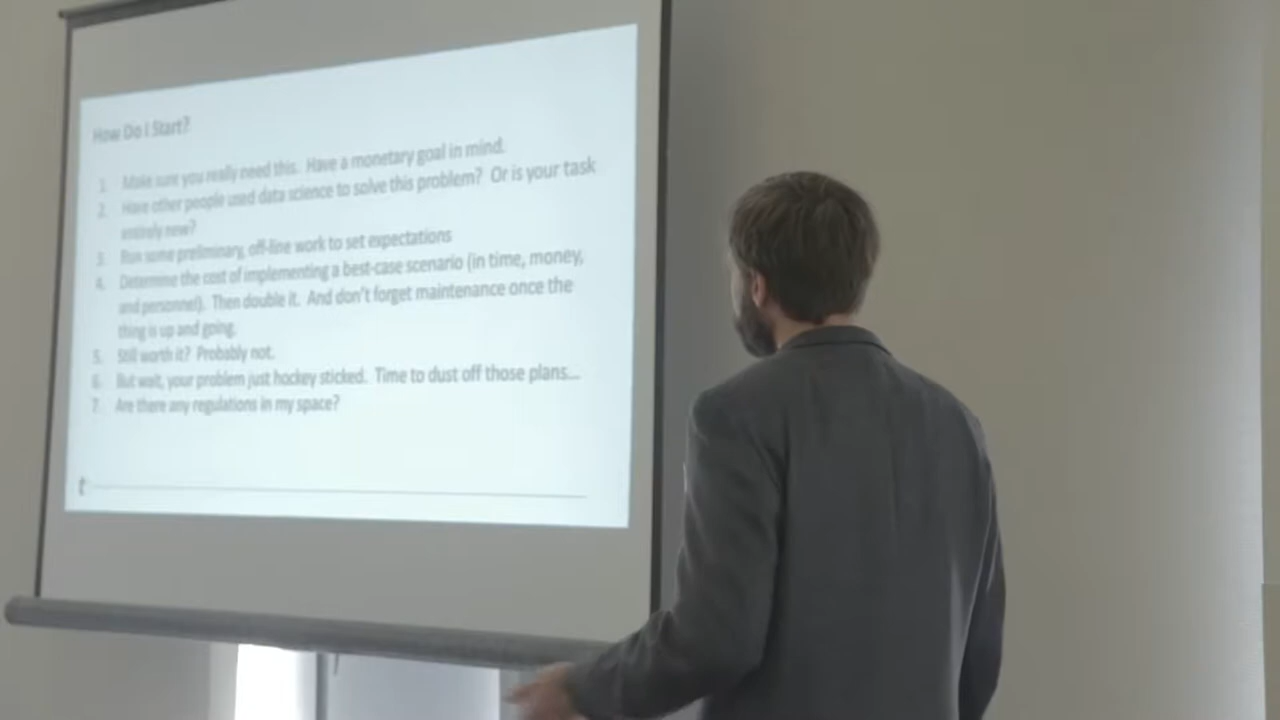 How Do I Start?
1. Make sure you really need this. Have a monetary goal in mind.
2. Have other people used data science to solve this problem? Or is your task
entirely new?
3. Run some preliminary, off-line work to set expectations
4. Determine the cost of implementing a best-case scenario (in time, money,
and personnel). Then double it. And don't forget maintenance once the
thing is up and going.
5. Still worth it? Probably not.
6. But wait, your problem just hockey sticked. Time to dust off those plans...
7. Are there any regulations in my space?
t